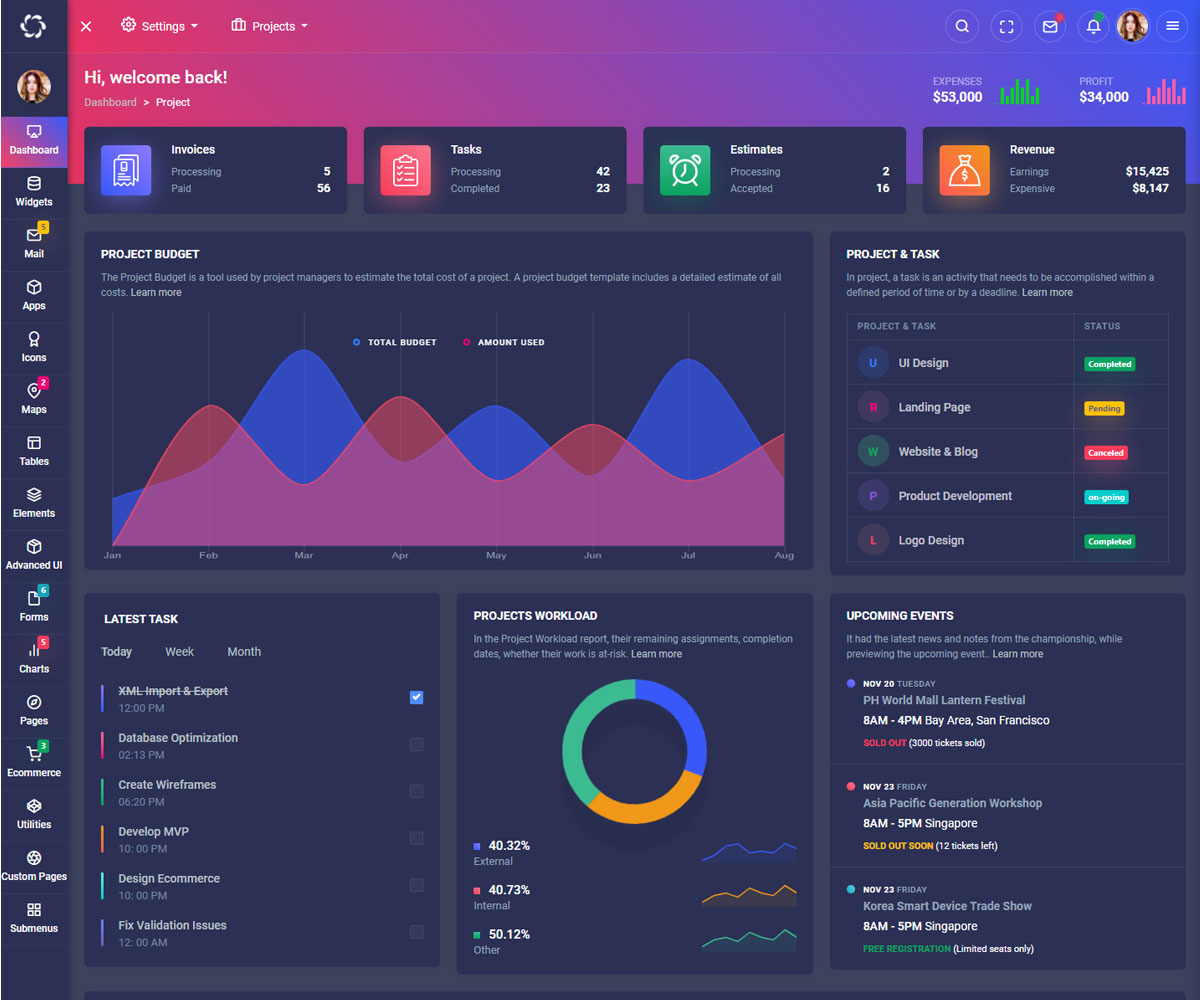 Settings
Projects
Hi, welcome back!
Dashboard > Project
EXPENSES
$53,000
PROFIT
$34,000
Dashboard
Widgets
5
Mail
Apps
Icons
2
Maps
Tables
Elements
Advanced UI
6
Forms
5
Charts
Pages
3
Ecommerce
Utilities
Custom Pages
Submenus
Invoices
Processing 5
Paid 56
Tasks
Processing 42
Completed 23
Estimates
Processing 2
Accepted 16
Revenue
Earnings $15,425
Expensive $8,147
PROJECT BUDGET
The Project Budget is a tool used by project managers to estimate the total cost of a project. A project budget template includes a detailed estimate of all
costs. Learn more
TOTAL BUDGET AMOUNT USED
Jan Feb Mar Apr May Jun Jul Aug
PROJECT & TASK
In project, a task is an activity that needs to be accomplished within a
defined period of time or by a deadline. Learn more
PROJECT & TASK STATUS
U UI Design Completed
R Landing Page Pending
W Website & Blog Canceled
P Product Development on-going
L Logo Design Completed
LATEST TASK
Today Week Month
XML Import & Export
12:00 PM
Database Optimization
02:13 PM
Create Wireframes
06:20 PM
Develop MVP
10: 00 PM
Design Ecommerce
10: 00 PM
Fix Validation Issues
12: 00 AM
PROJECTS WORKLOAD
In the Project Workload report, their remaining assignments, completion
dates, whether their work is at-risk. Learn more
40.32%
External
40.73%
Internal
50.12%
Other
UPCOMING EVENTS
It had the latest news and notes from the championship, while
previewing the upcoming event.. Learn more
NOV 20 TUESDAY
PH World Mall Lantern Festival
8AM - 4PM Bay Area, San Francisco
SOLD OUT (3000 tickets sold)
NOV 23 FRIDAY
Asia Pacific Generation Workshop
8AM - 5PM Singapore
SOLD OUT SOON (12 tickets left)
NOV 23 FRIDAY
Korea Smart Device Trade Show
8AM - 5PM Singapore
FREE REGISTRATION (Limited seats only)